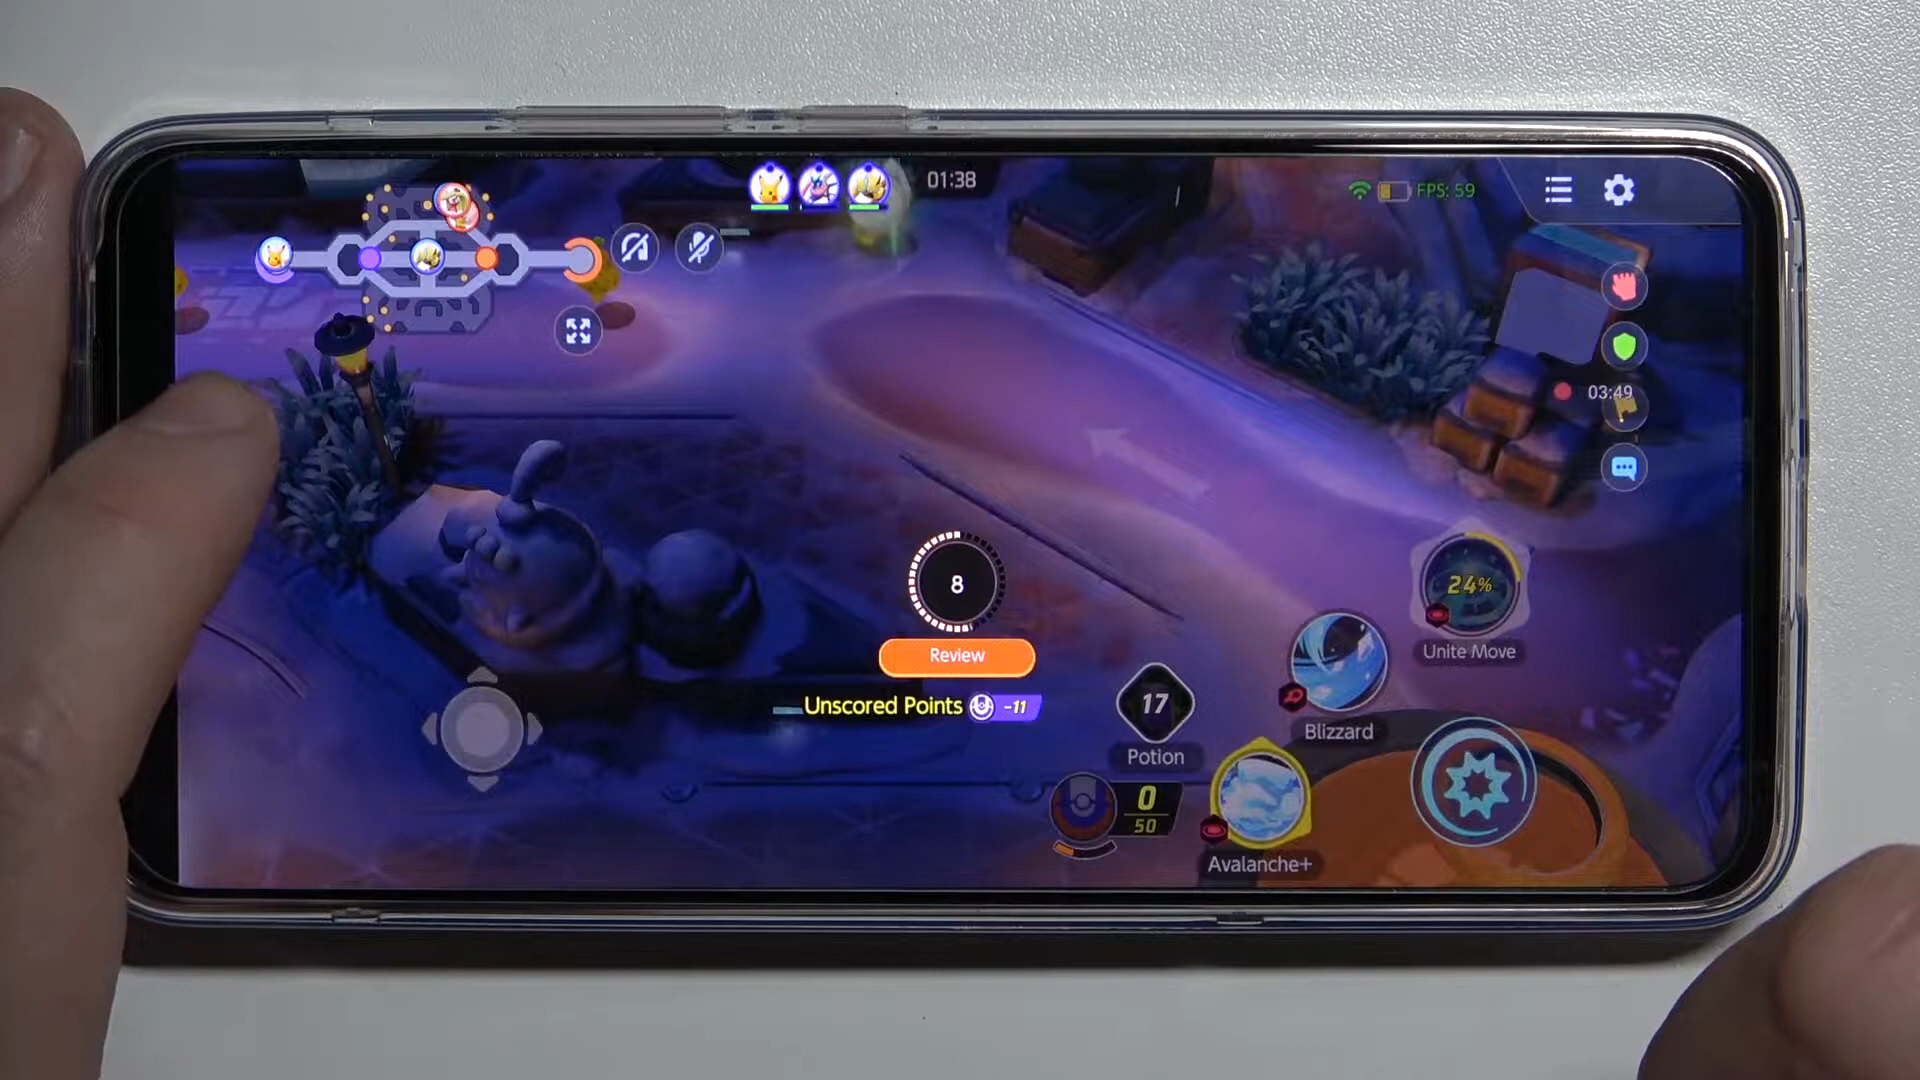 01:38
FPS: 59
03:49
8
Review
Unscored Points -11
24%
Unite Move
17
Potion
Blizzard
0
50
Avalanche+